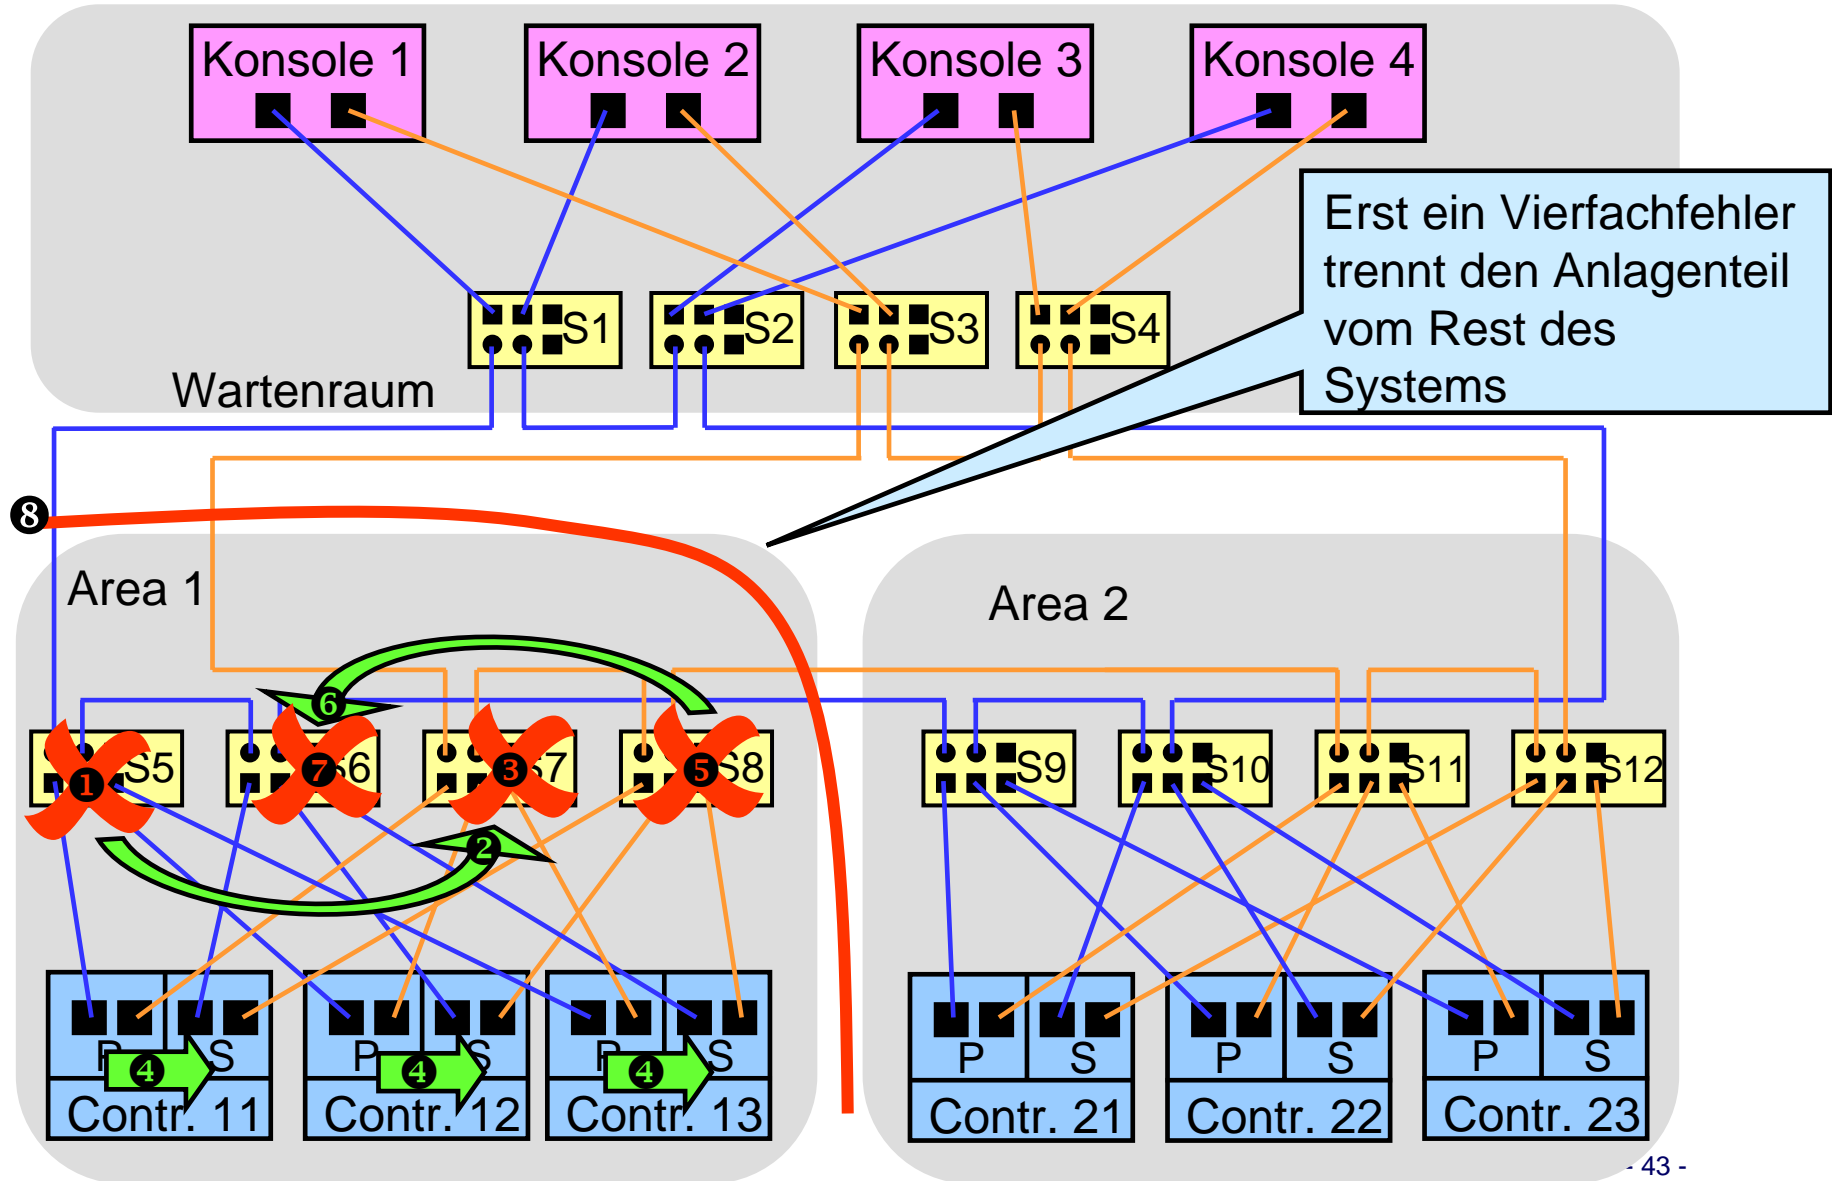 Konsole 1
Konsole 2
Konsole 3
Konsole 4
Erst ein Vierfachfehler
trennt den Anlagenteil
vom Rest des
Systems
S1
S2
S3
S4
Wartenraum
8
Area 1
Area 2
6
S5
S6
S7
S8
S9
S10
S11
S12
1
7
3
5
2
P
S
P
S
P
S
P
S
P
S
P
S
4
4
4
Contr. 11
Contr. 12
Contr. 13
Contr. 21
Contr. 22
Contr. 23
- 43 -